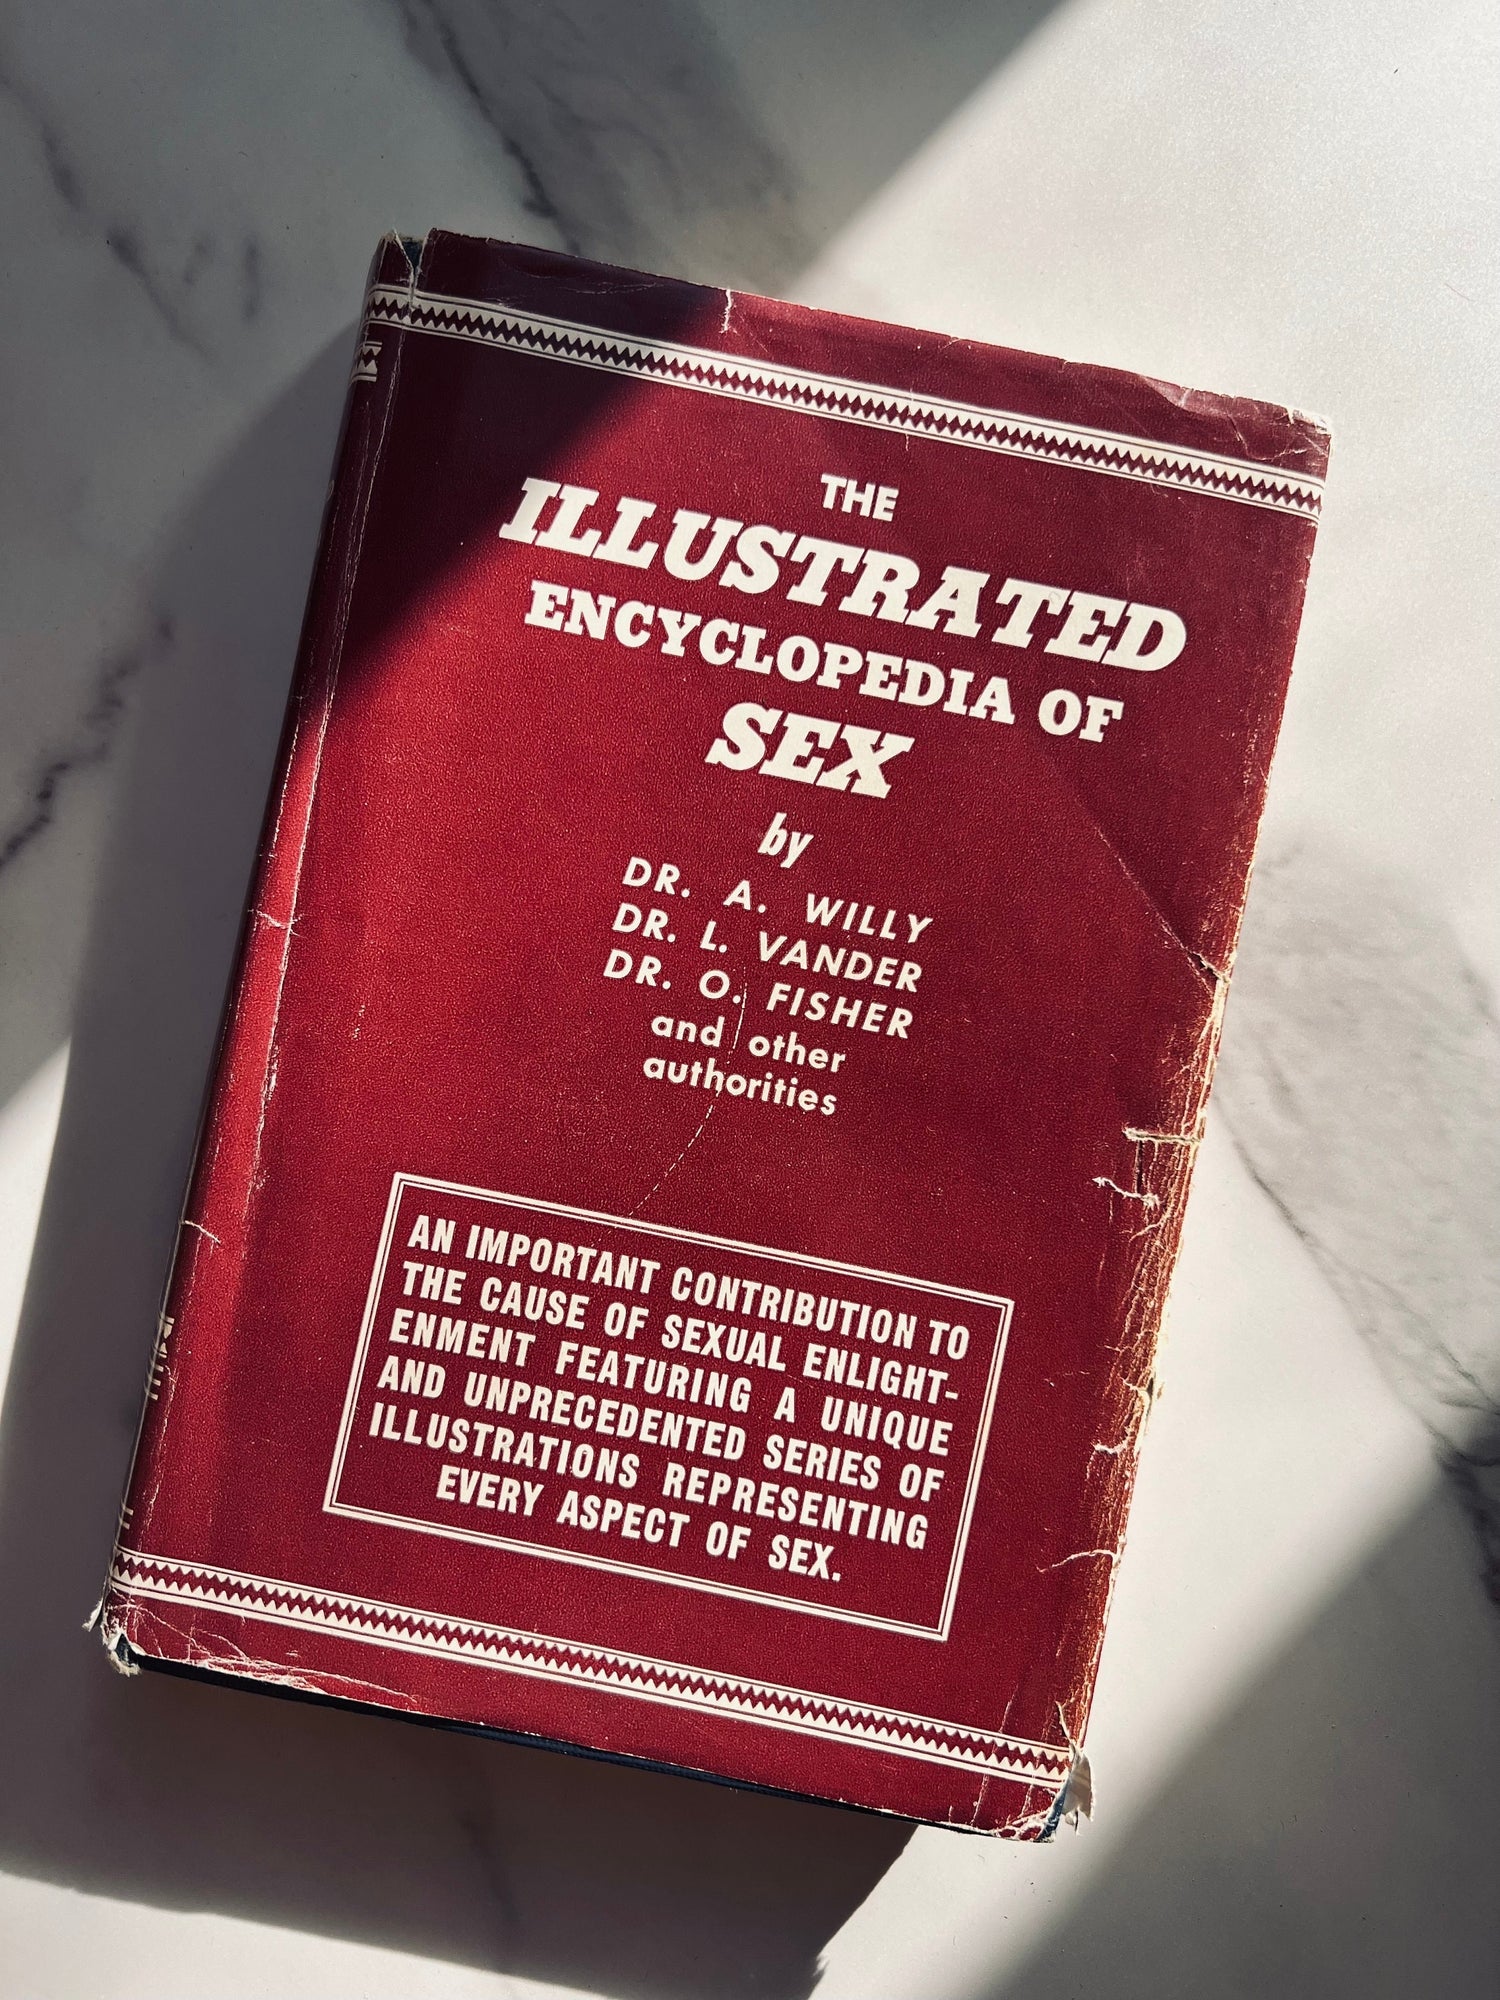 THE
ILLUSTRATED
ENCYCLOPEDIA OF
SEX
by
DR. A. WILLY
DR. L. VANDER
DR. O. FISHER
and other
authorities
AN IMPORTANT CONTRIBUTION TO
THE CAUSE OF SEXUAL ENLIGHT-
ENMENT FEATURING A UNIQUE
AND UNPRECEDENTED SERIES OF
ILLUSTRATIONS REPRESENTING
EVERY ASPECT OF SEX.